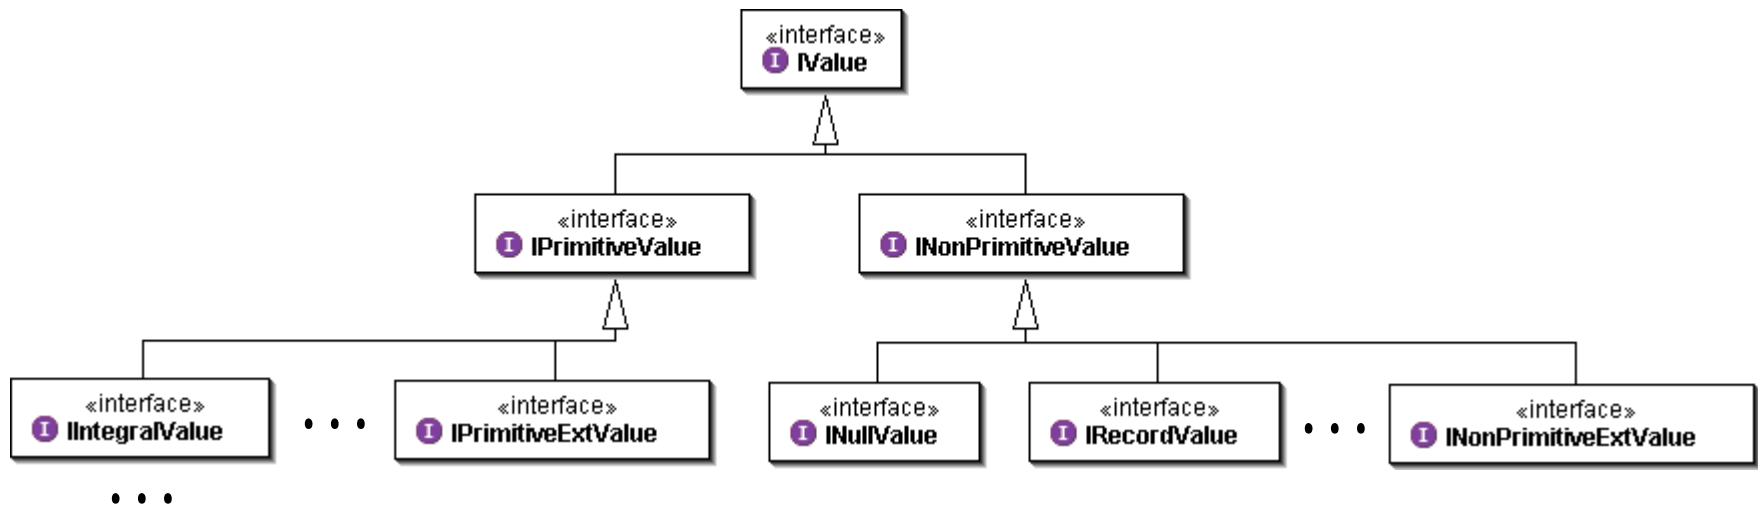 «interface»
I IValue
«interface»
I IPrimitiveValue
«interface»
I INonPrimitiveValue
«interface»
I IIntegralValue
• • •
«interface»
I IPrimitiveExtValue
«interface»
I INullValue
«interface»
I IRecordValue
• • •
«interface»
I INonPrimitiveExtValue
• • •